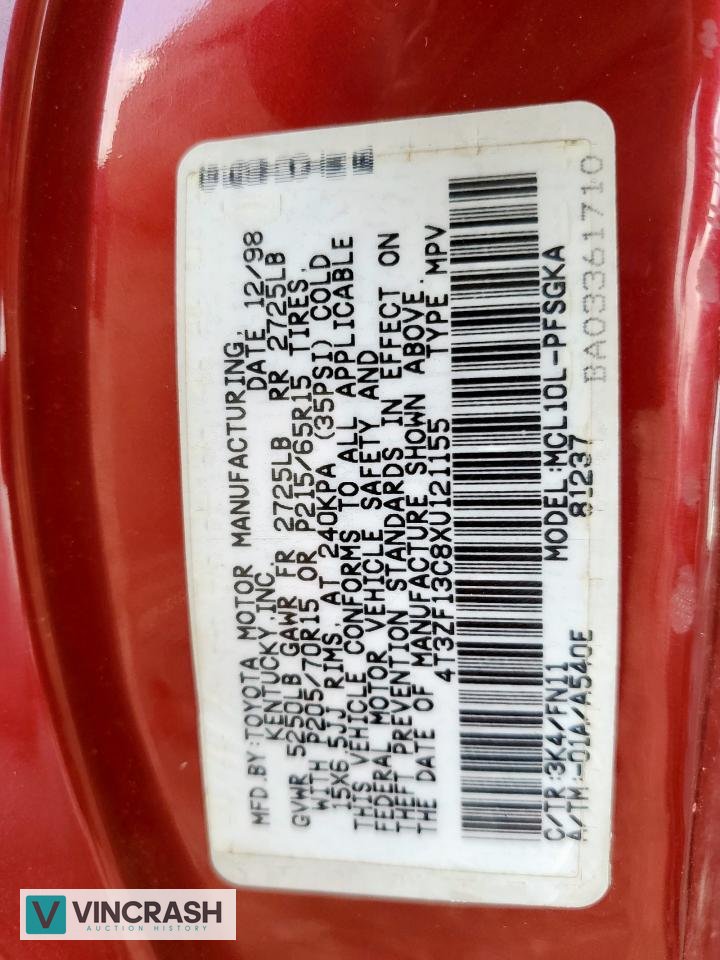 MFD.BY:TOYOTA MOTOR MANUFACTURING,
KENTUCKY,INC. DATE 12/98
GVWR 5250LB GAWR FR 2725LB RR 2725LB
WITH P205/70R15 OR P215/65R15 TIRES,
15X6.5JJ RIMS, AT 240KPA (35PSI) COLD
THIS VEHICLE CONFORMS TO ALL APPLICABLE
FEDERAL MOTOR VEHICLE SAFETY AND
THEFT PREVENTION STANDARDS IN EFFECT ON
THE DATE OF MANUFACTURE SHOWN ABOVE.
4T3ZF13C8XU121155 TYPE MPV
C/TR:3K4/FN11 MODEL:MCL10L-PFSGKA
A/TM:-01A/A540E 81237
BA03361710
V VINCRASH
AUCTION HISTORY